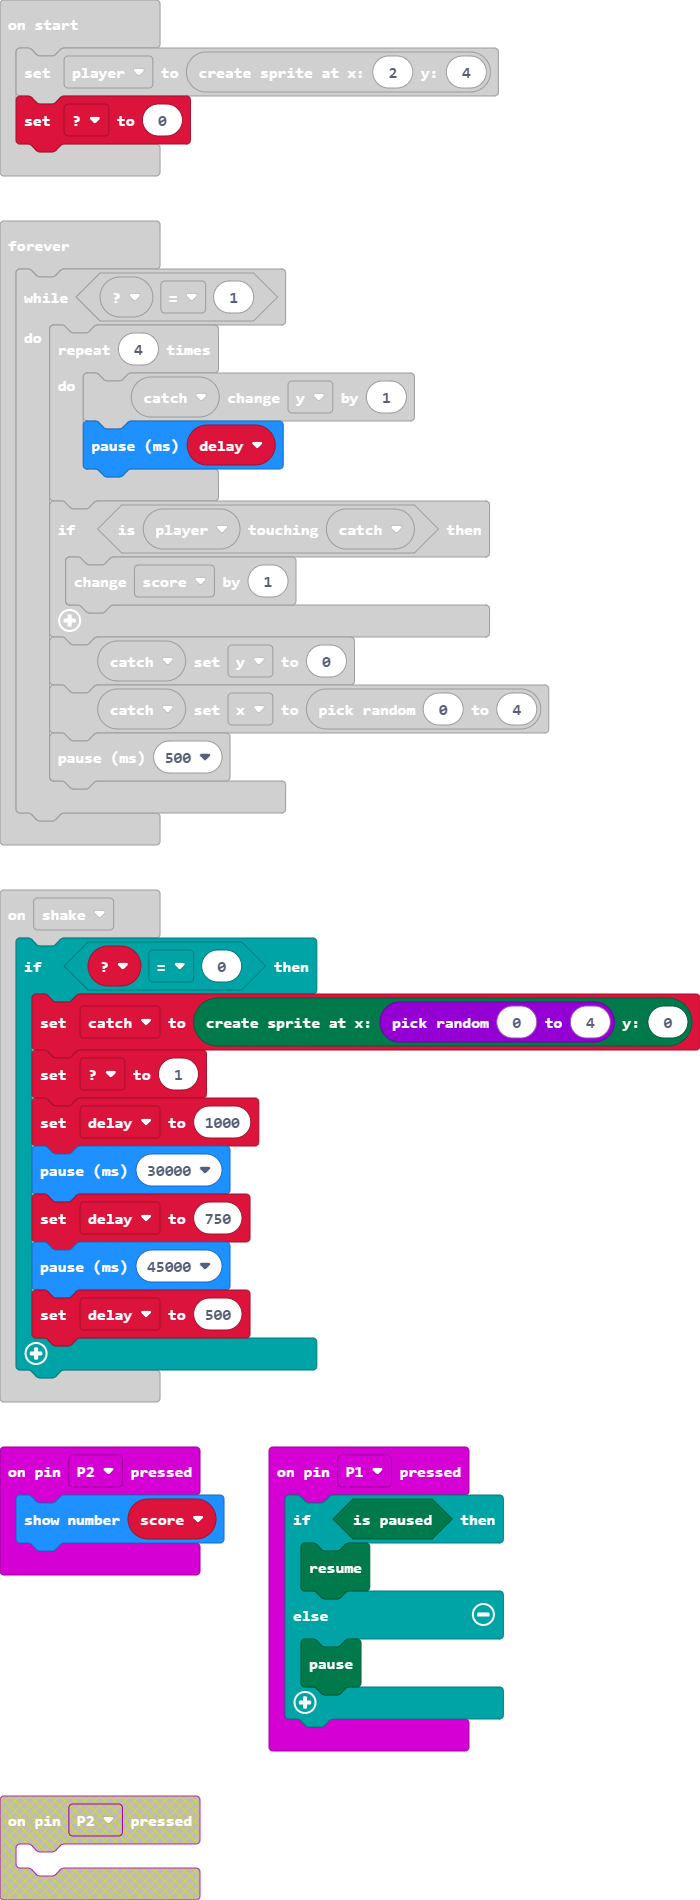 on start
set player to create sprite at x: 2 y: 4
set ? to 0
forever
while ? = 1
do
repeat 4 times
do
catch change y by 1
pause (ms) delay
if is player touching catch then
change score by 1
catch set y to 0
catch set x to pick random 0 to 4
pause (ms) 500
on shake
if ? = 0 then
set catch to create sprite at x: pick random 0 to 4 y: 0
set ? to 1
set delay to 1000
pause (ms) 30000
set delay to 750
pause (ms) 45000
set delay to 500
on pin P2 pressed
show number score
on pin P1 pressed
if is paused then
resume
else
pause
on pin P2 pressed